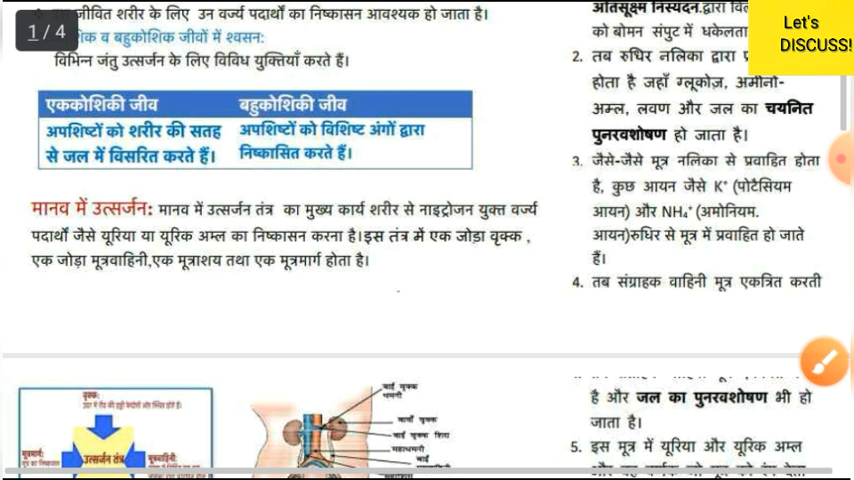 जीवित शरीर के लिए उन वर्ज्य पदार्थों का निष्कासन आवश्यक हो जाता है।
1 / 4
व बहुकोशिक जीवों में श्वसन:
विभिन्न जंतु उत्सर्जन के लिए विविध युक्तियाँ करते हैं।
एककोशिकी जीव
बहुकोशिकी जीव
अपशिष्टों को शरीर की सतह
से जल में विसरित करते हैं।
अपशिष्टों को विशिष्ट अंगों द्वारा
निष्कासित करते हैं।
मानव में उत्सर्जन: मानव में उत्सर्जन तंत्र का मुख्य कार्य शरीर से नाइट्रोजन युक्त वर्ज्य
पदार्थों जैसे यूरिया या यूरिक अम्ल का निष्कासन करना है।इस तंत्र में एक जोड़ा वृक्क ,
एक जोड़ा मूत्रवाहिनी,एक मूत्राशय तथा एक मूत्रमार्ग होता है।
वृक्क:
उत्सर्जन तंत्र
मूत्रमार्ग:
मूत्रवाहिनी:
बाईं वृक्क
धमनी
बायाँ वृक्क
बाईं वृक्क शिरा
महाधमनी
बाईं
अतिसूक्ष्म निस्यंदन.द्वारा
को बोमन संपुट में धकेलता
2. तब रुधिर नलिका द्वारा
होता है जहाँ ग्लूकोज़, अमीनो-
अम्ल, लवण और जल का चयनित
पुनरवशोषण हो जाता है।
3. जैसे-जैसे मूत्र नलिका से प्रवाहित होता
है, कुछ आयन जैसे K⁺ (पोटैसियम
आयन) और NH₄⁺ (अमोनियम.
आयन)रुधिर से मूत्र में प्रवाहित हो जाते
हैं।
4. तब संग्राहक वाहिनी मूत्र एकत्रित करती
है और जल का पुनरवशोषण भी हो
जाता है।
5. इस मूत्र में यूरिया और यूरिक अम्ल
Let's
DISCUSS!